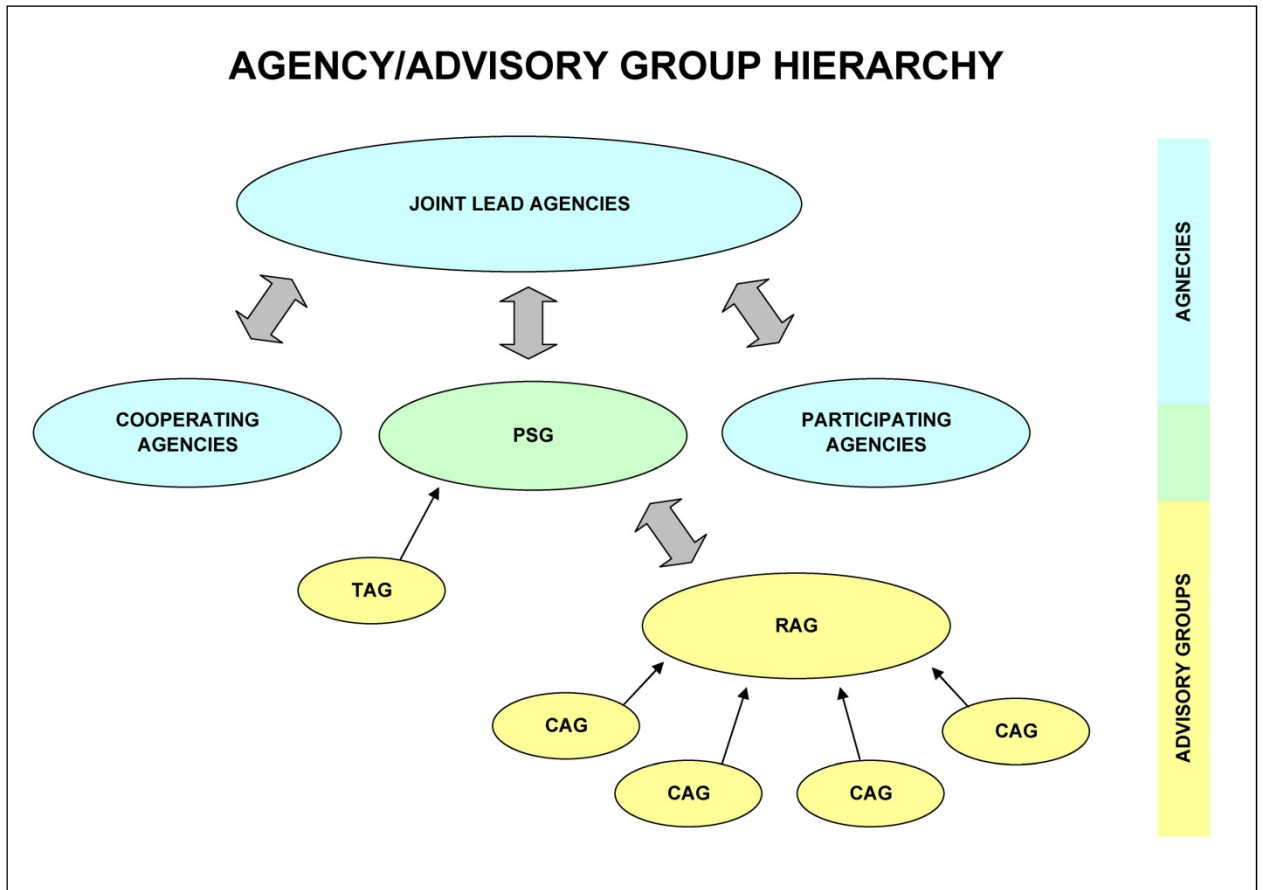 AGENCY/ADVISORY GROUP HIERARCHY
JOINT LEAD AGENCIES
AGNECIES
COOPERATING
AGENCIES
PSG
PARTICIPATING
AGENCIES
TAG
RAG
ADVISORY GROUPS
CAG
CAG
CAG
CAG